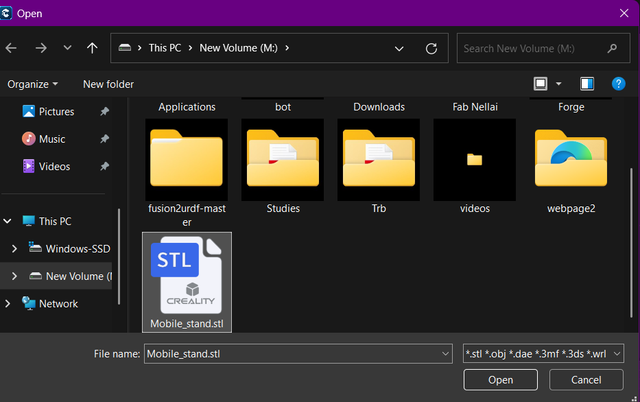 Open
This PC > New Volume (M:) >
Search New Volume (M:)
Organize
New folder
Pictures
Music
Videos
This PC
Windows-SSD
New Volume (
Network
Applications
bot
Downloads
Fab Nellai
Forge
fusion2urdf-mast
er
Studies
Trb
videos
webpage2
STL
CREALITY
Mobile_stand.stl
File name:
Mobile_stand.stl
*.stl *.obj *.dae *.3mf *.3ds *.wrl
Open
Cancel